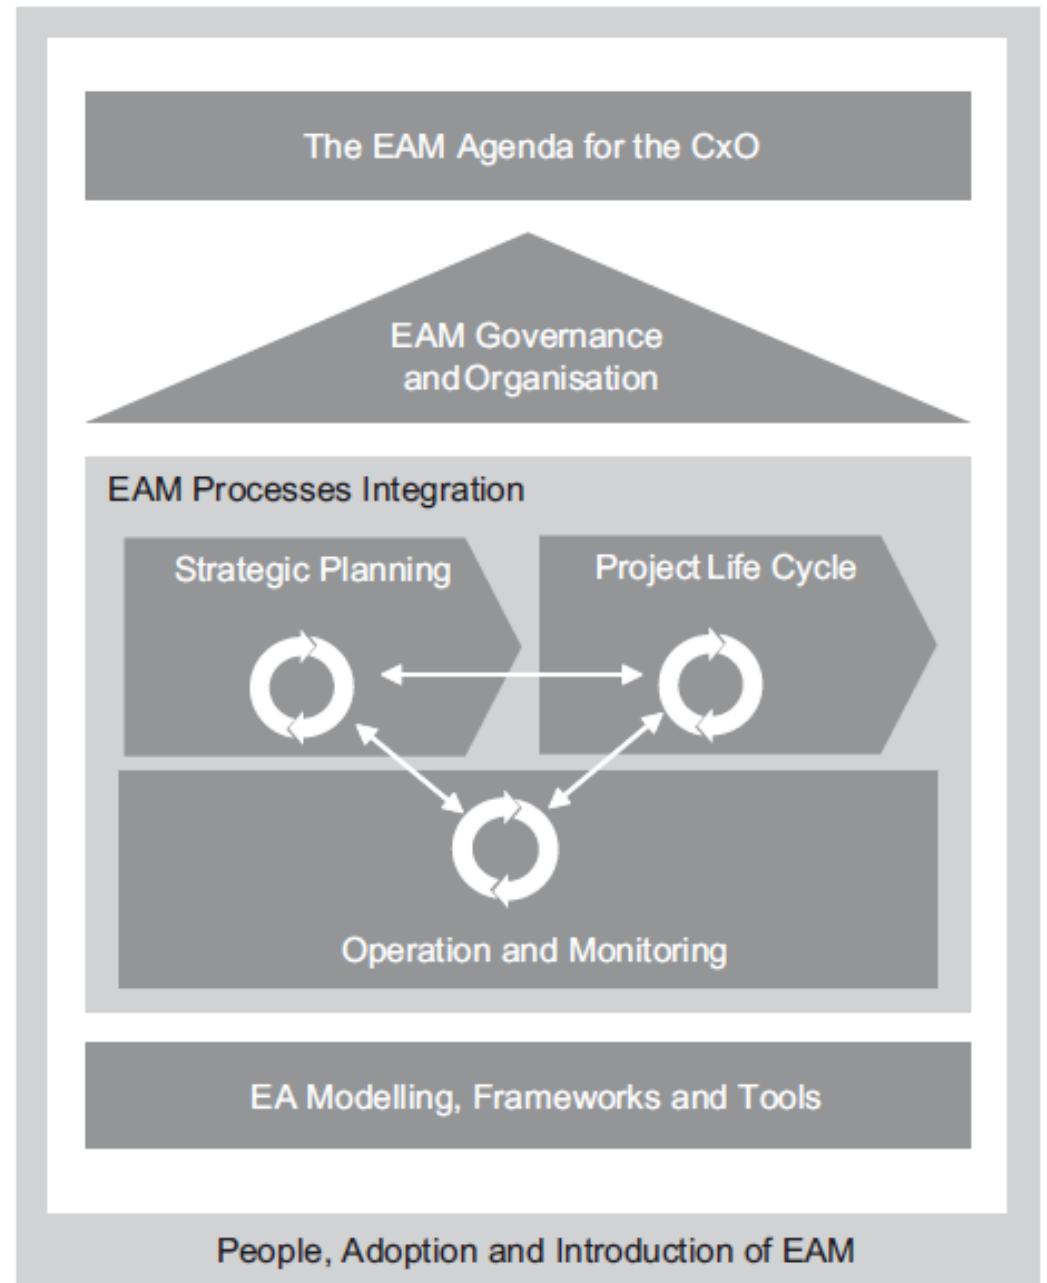 The EAM Agenda for the CxO
EAM Governance
and Organisation
EAM Processes Integration
Strategic Planning
Project Life Cycle
Operation and Monitoring
EA Modelling, Frameworks and Tools
People, Adoption and Introduction of EAM